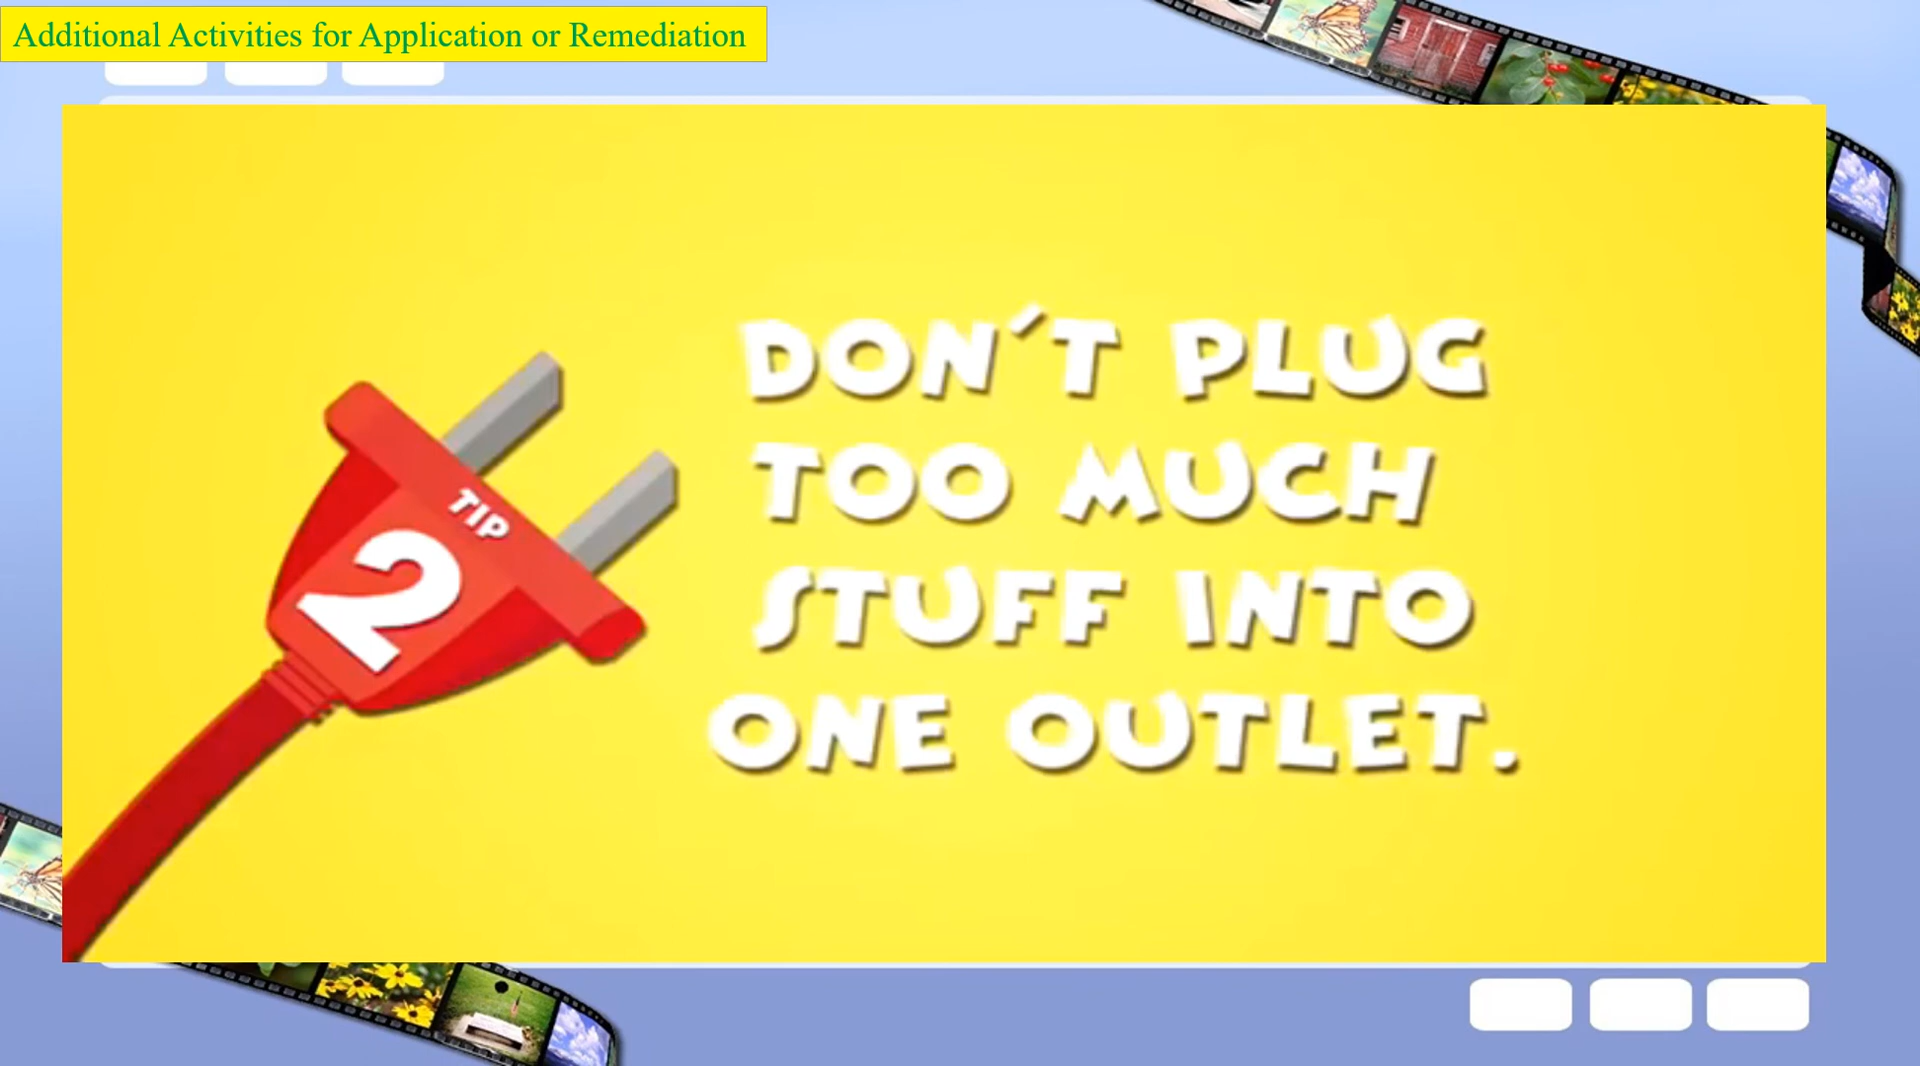 Additional Activities for Application or Remediation
TIP
2
DON'T PLUG
TOO MUCH
STUFF INTO
ONE OUTLET.